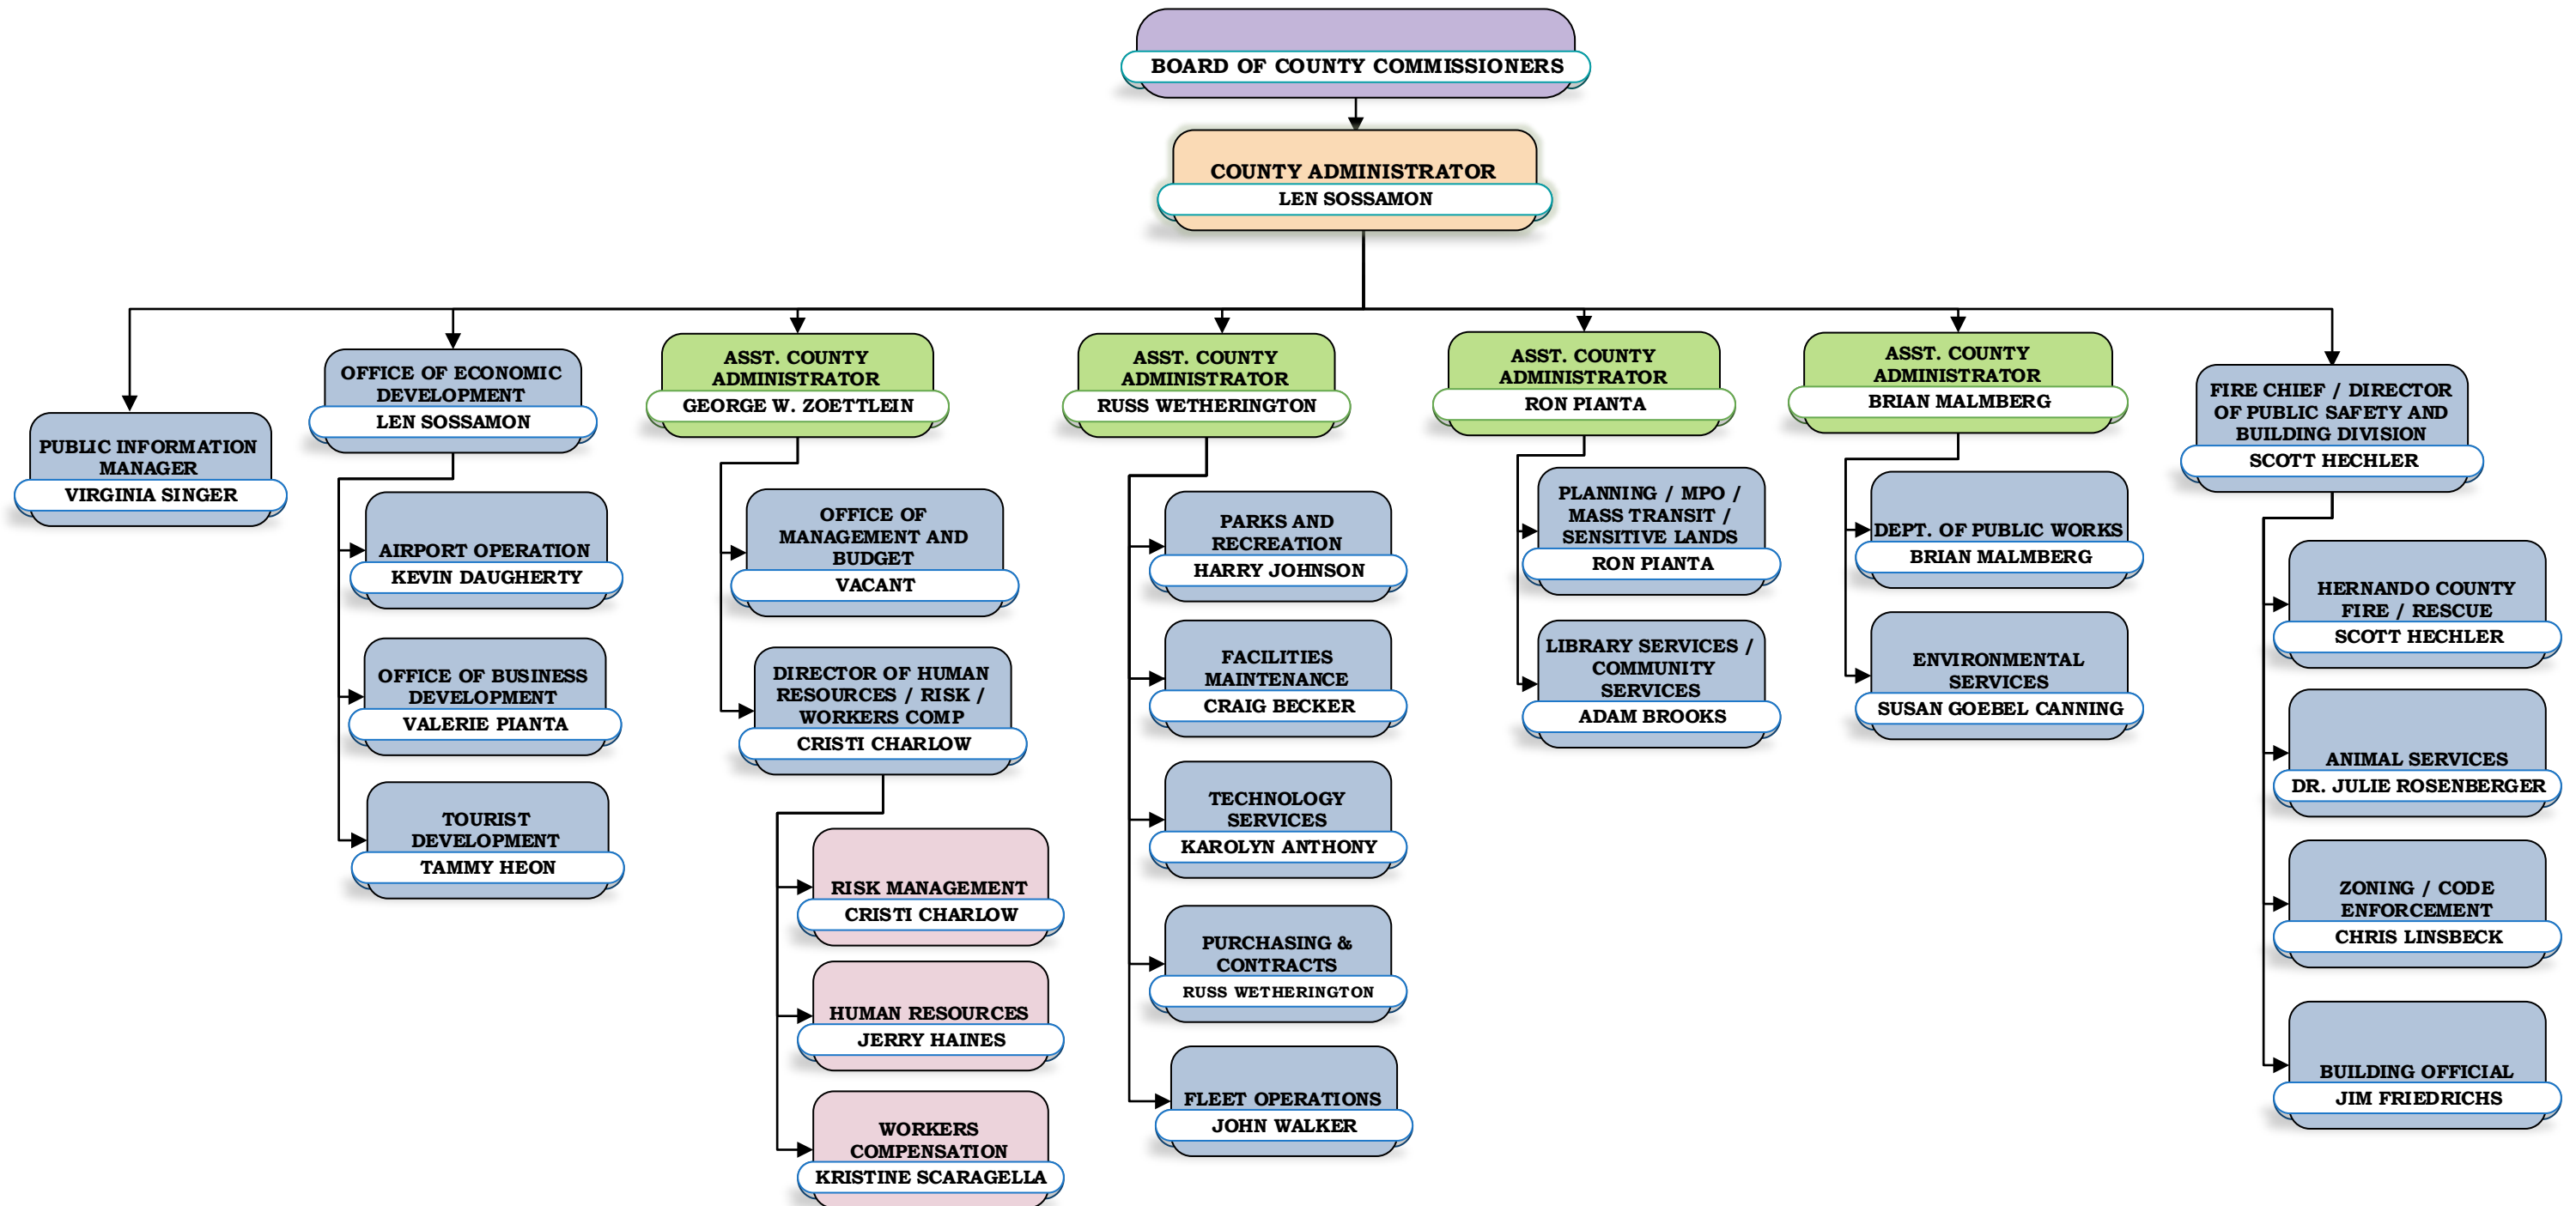 BOARD OF COUNTY COMMISSIONERS
COUNTY ADMINISTRATOR
LEN SOSSAMON
PUBLIC INFORMATION
MANAGER
VIRGINIA SINGER
OFFICE OF ECONOMIC
DEVELOPMENT
LEN SOSSAMON
AIRPORT OPERATION
KEVIN DAUGHERTY
OFFICE OF BUSINESS
DEVELOPMENT
VALERIE PIANTA
TOURIST
DEVELOPMENT
TAMMY HEON
ASST. COUNTY
ADMINISTRATOR
GEORGE W. ZOETTLEIN
OFFICE OF
MANAGEMENT AND
BUDGET
VACANT
DIRECTOR OF HUMAN
RESOURCES / RISK /
WORKERS COMP
CRISTI CHARLOW
RISK MANAGEMENT
CRISTI CHARLOW
HUMAN RESOURCES
JERRY HAINES
WORKERS
COMPENSATION
KRISTINE SCARAGELLA
ASST. COUNTY
ADMINISTRATOR
RUSS WETHERINGTON
PARKS AND
RECREATION
HARRY JOHNSON
FACILITIES
MAINTENANCE
CRAIG BECKER
TECHNOLOGY
SERVICES
KAROLYN ANTHONY
PURCHASING &
CONTRACTS
RUSS WETHERINGTON
FLEET OPERATIONS
JOHN WALKER
ASST. COUNTY
ADMINISTRATOR
RON PIANTA
PLANNING / MPO /
MASS TRANSIT /
SENSITIVE LANDS
RON PIANTA
LIBRARY SERVICES /
COMMUNITY
SERVICES
ADAM BROOKS
ASST. COUNTY
ADMINISTRATOR
BRIAN MALMBERG
DEPT. OF PUBLIC WORKS
BRIAN MALMBERG
ENVIRONMENTAL
SERVICES
SUSAN GOEBEL CANNING
FIRE CHIEF / DIRECTOR
OF PUBLIC SAFETY AND
BUILDING DIVISION
SCOTT HECHLER
HERNANDO COUNTY
FIRE / RESCUE
SCOTT HECHLER
ANIMAL SERVICES
DR. JULIE ROSENBERGER
ZONING / CODE
ENFORCEMENT
CHRIS LINSBECK
BUILDING OFFICIAL
JIM FRIEDRICHS